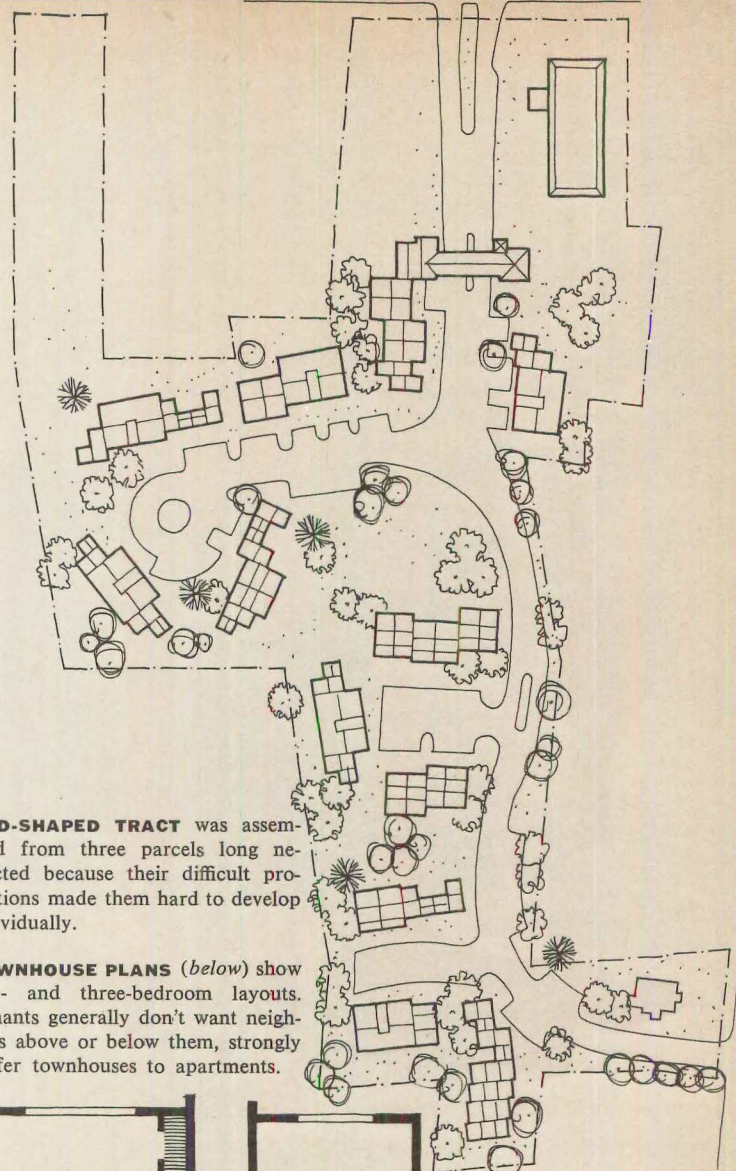 D-SHAPED TRACT was assem-
d from three parcels long ne-
cted because their difficult pro-
tions made them hard to develop
vidually.
WNHOUSE PLANS (below) show
- and three-bedroom layouts.
nants generally don't want neigh-
s above or below them, strongly
fer townhouses to apartments.